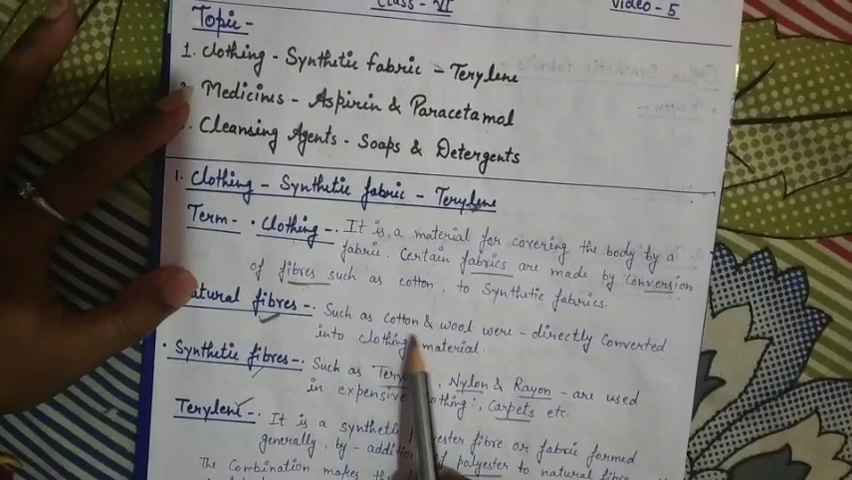 Class - VI
Video - 5
Topic -
1. Clothing - Synthetic fabric - Terylene
Medicines - Aspirin & Paracetamol
Cleansing Agents - Soaps & Detergents
1. Clothing - Synthetic fabric - Terylene
Term - • Clothing -. It is a material for covering the body by a
fabric. Certain fabrics are made by conversion
of fibres such as cotton, to Synthetic fabrics.
Natural fibres -. Such as cotton & wool were - directly converted
into clothing material.
• Synthetic fibres -. Such as Nylon & Rayon - are used
in expensive clothing, Carpets etc.
Terylene -. It is a synthetic polyester fibre or fabric formed
generally, by - addition of polyester to natural
The combination makes